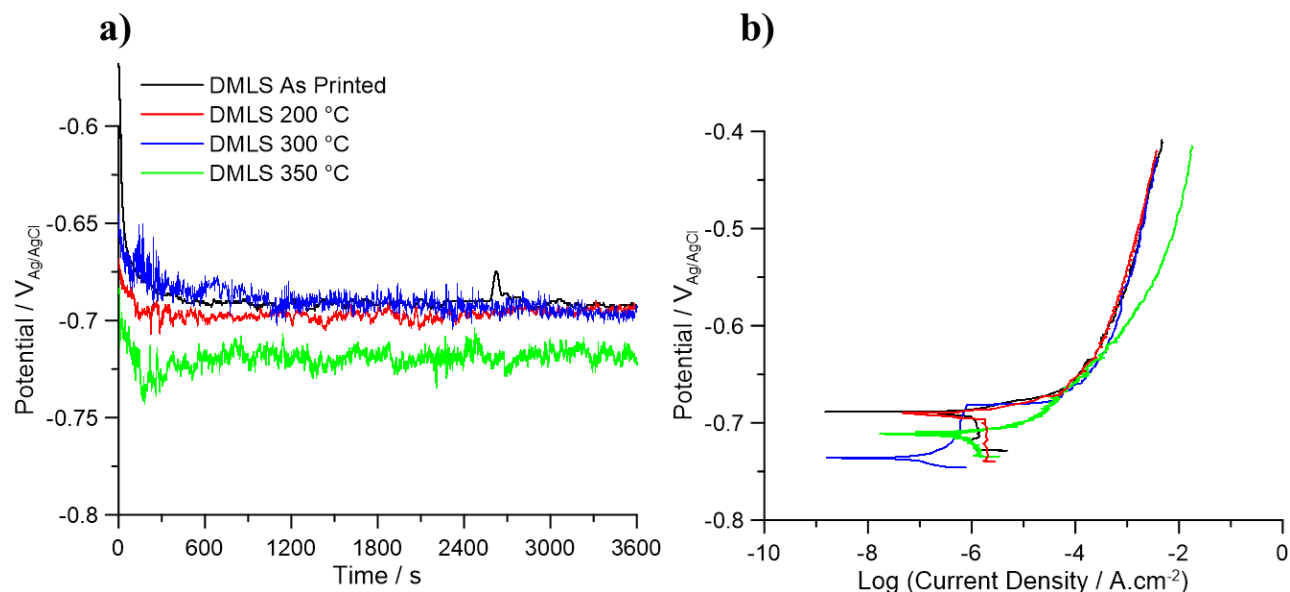 a)
DMLS As Printed
DMLS 200 °C
DMLS 300 °C
DMLS 350 °C
-0.6
-0.65
-0.7
-0.75
-0.8
Potential / V Ag/AgCl
0 600 1200 1800 2400 3000 3600
Time / s
b)
-0.4
-0.5
-0.6
-0.7
-0.8
Potential / V Ag/AgCl
-10 -8 -6 -4 -2 0
Log (Current Density / A.cm-2)